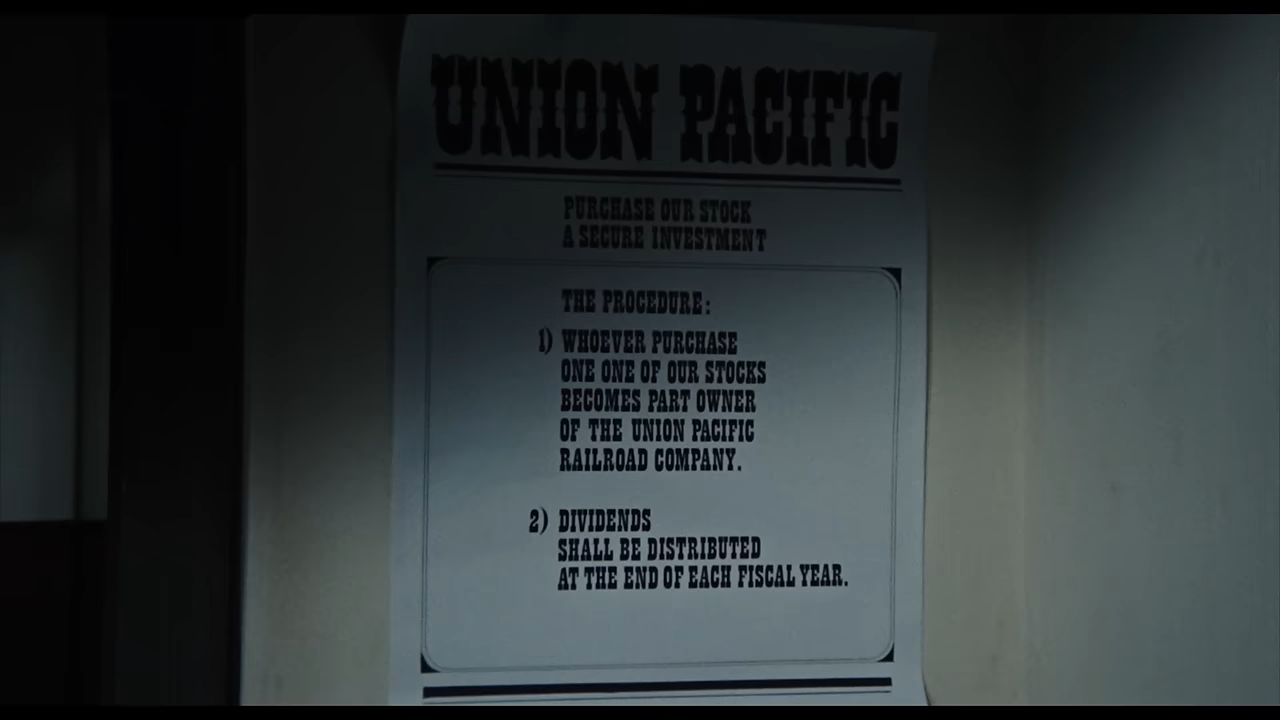 UNION PACIFIC
PURCHASE OUR STOCK
A SECURE INVESTMENT
THE PROCEDURE:
1) WHOEVER PURCHASE
ONE ONE OF OUR STOCKS
BECOMES PART OWNER
OF THE UNION PACIFIC
RAILROAD COMPANY.
2) DIVIDENDS
SHALL BE DISTRIBUTED
AT THE END OF EACH FISCAL YEAR.